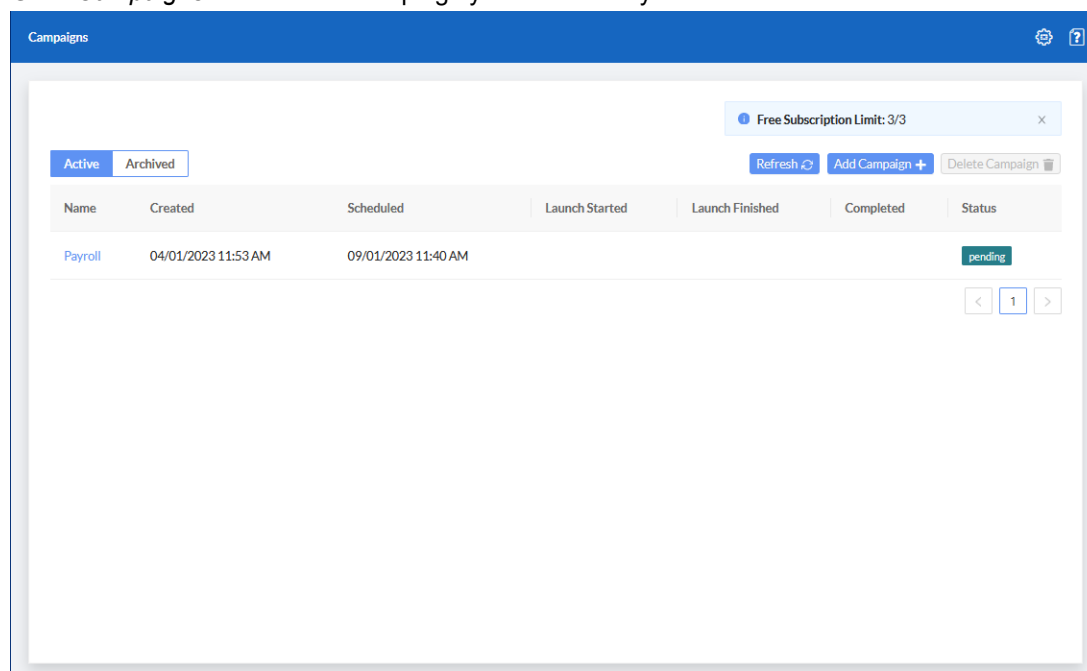 Campaigns
Free Subscription Limit: 3/3
Active Archived Refresh Add Campaign Delete Campaign
Name Created Scheduled Launch Started Launch Finished Completed Status
Payroll 04/01/2023 11:53 AM 09/01/2023 11:40 AM pending
1